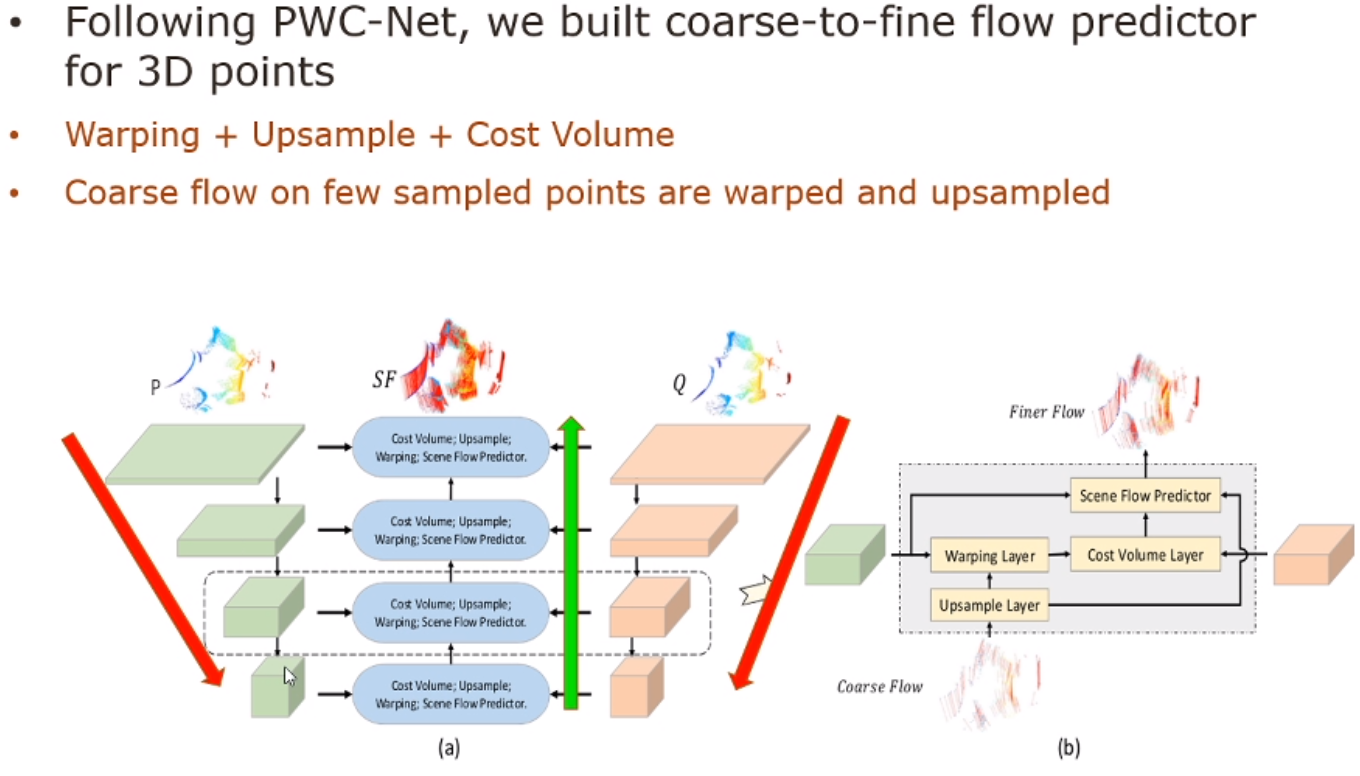 • Following PWC-Net, we built coarse-to-fine flow predictor
for 3D points
• Warping + Upsample + Cost Volume
• Coarse flow on few sampled points are warped and upsampled
P
SF
Q
Cost Volume; Upsample;
Warping; Scene Flow Predictor.
Cost Volume; Upsample;
Warping; Scene Flow Predictor.
Cost Volume; Upsample;
Warping; Scene Flow Predictor.
Cost Volume; Upsample;
Warping; Scene Flow Predictor.
(a)
Finer Flow
Scene Flow Predictor
Warping Layer
Cost Volume Layer
Upsample Layer
Coarse Flow
(b)